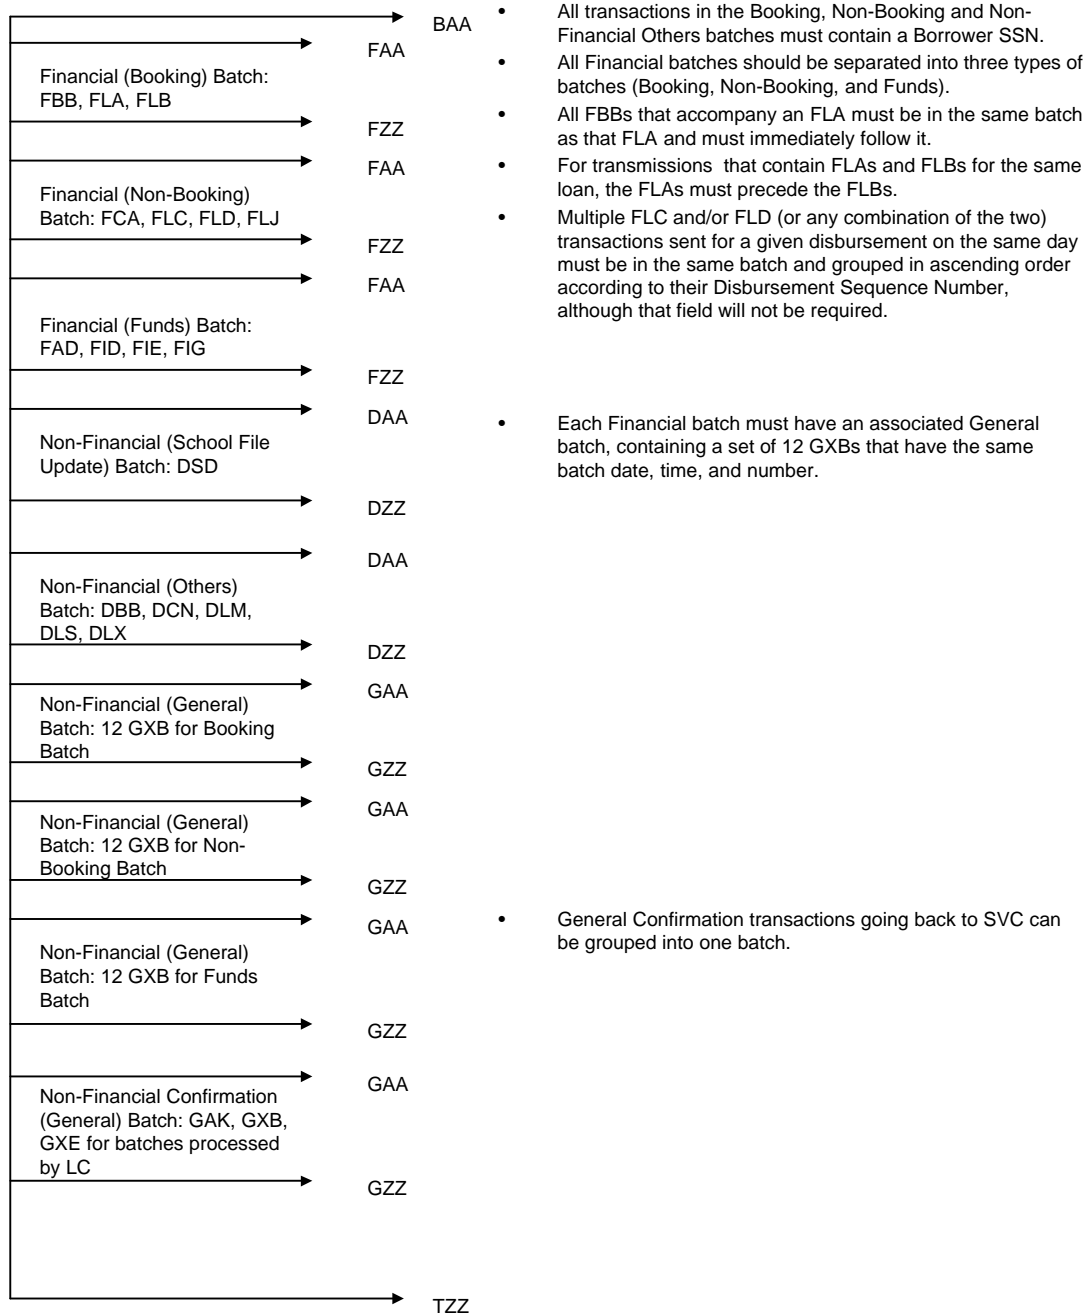 BAA
• All transactions in the Booking, Non-Booking and Non-
Financial Others batches must contain a Borrower SSN.
FAA
• All Financial batches should be separated into three types of
batches (Booking, Non-Booking, and Funds).
Financial (Booking) Batch:
FBB, FLA, FLB
• All FBBs that accompany an FLA must be in the same batch
as that FLA and must immediately follow it.
FZZ
FAA
• For transmissions that contain FLAs and FLBs for the same
loan, the FLAs must precede the FLBs.
Financial (Non-Booking)
Batch: FCA, FLC, FLD, FLJ
• Multiple FLC and/or FLD (or any combination of the two)
transactions sent for a given disbursement on the same day
must be in the same batch and grouped in ascending order
according to their Disbursement Sequence Number,
although that field will not be required.
FZZ
FAA
Financial (Funds) Batch:
FAD, FID, FIE, FIG
FZZ
DAA
• Each Financial batch must have an associated General
batch, containing a set of 12 GXBs that have the same
batch date, time, and number.
Non-Financial (School File
Update) Batch: DSD
DZZ
DAA
Non-Financial (Others)
Batch: DBB, DCN, DLM,
DLS, DLX
DZZ
GAA
Non-Financial (General)
Batch: 12 GXB for Booking
Batch
GZZ
GAA
Non-Financial (General)
Batch: 12 GXB for Non-
Booking Batch
GZZ
GAA
• General Confirmation transactions going back to SVC can
be grouped into one batch.
Non-Financial (General)
Batch: 12 GXB for Funds
Batch
GZZ
GAA
Non-Financial Confirmation
(General) Batch: GAK, GXB,
GXE for batches processed
by LC
GZZ
TZZ